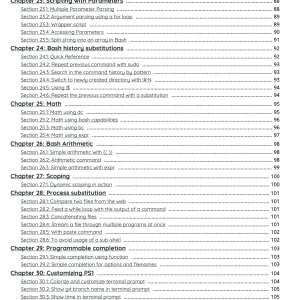 Chapter 23: Scripting with Parameters ... 88
Section 23.1: Multiple Parameter Parsing ... 88
Section 23.2: Argument parsing using a for loop ... 89
Section 23.3: Wrapper script ... 89
Section 23.4: Accessing Parameters ... 90
Section 23.5: Split string into an array in Bash ... 91
Chapter 24: Bash history substitutions ... 92
Section 24.1: Quick Reference ... 92
Section 24.2: Repeat previous command with sudo ... 93
Section 24.3: Search in the command history by pattern ... 93
Section 24.4: Switch to newly created directory with !#:N ... 93
Section 24.5: Using !$ ... 94
Section 24.6: Repeat the previous command with a substitution ... 94
Chapter 25: Math ... 95
Section 25.1: Math using dc ... 95
Section 25.2: Math using bash capabilities ... 96
Section 25.3: Math using bc ... 96
Section 25.4: Math using expr ... 97
Chapter 26: Bash Arithmetic ... 98
Section 26.1: Simple arithmetic with (( )) ... 98
Section 26.2: Arithmetic command ... 98
Section 26.3: Simple arithmetic with expr ... 99
Chapter 27: Scoping ... 100
Section 27.1: Dynamic scoping in action ... 100
Chapter 28: Process substitution ... 101
Section 28.1: Compare two files from the web ... 101
Section 28.2: Feed a while loop with the output of a command ... 101
Section 28.3: Concatenating files ... 101
Section 28.4: Stream a file through multiple programs at once ... 101
Section 28.5: With paste command ... 102
Section 28.6: To avoid usage of a sub-shell ... 102
Chapter 29: Programmable completion ... 103
Section 29.1: Simple completion using function ... 103
Section 29.2: Simple completion for options and filenames ... 103
Chapter 30: Customizing PS1 ... 104
Section 30.1: Colorize and customize terminal prompt ... 104
Section 30.2: Show git branch name in terminal prompt ... 105
Section 30.3: Show time in terminal prompt ... 105